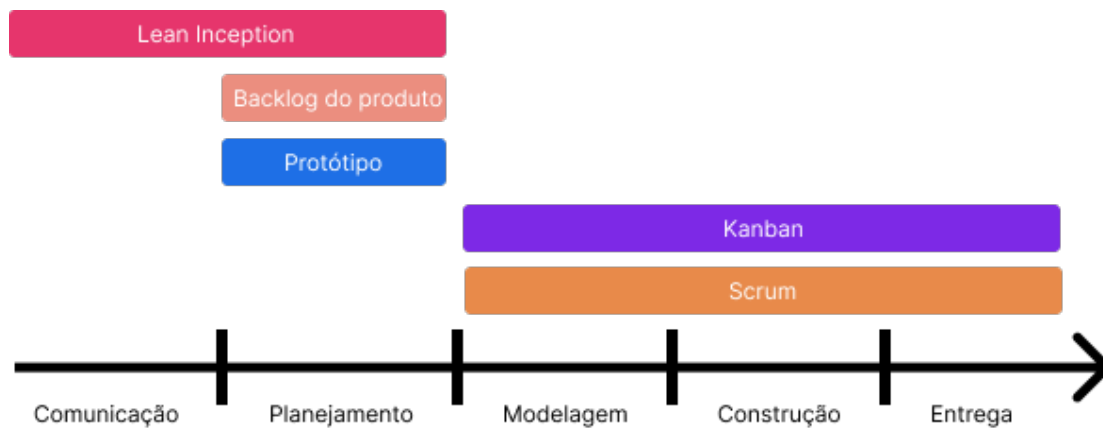 Lean Inception
Backlog do produto
Protótipo
Kanban
Scrum
Comunicação
Planejamento
Modelagem
Construção
Entrega